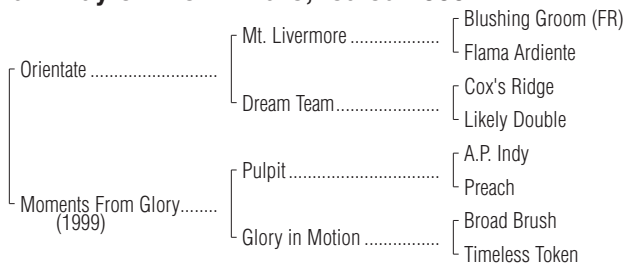 Blushing Groom (FR)
Mt. Livermore ....................
Flama Ardiente
Orientate ............................
Cox's Ridge
Dream Team.......................
Likely Double
A.P. Indy
Pulpit.................................
Preach
Moments From Glory........
(1999)
Broad Brush
Glory in Motion .................
Timeless Token